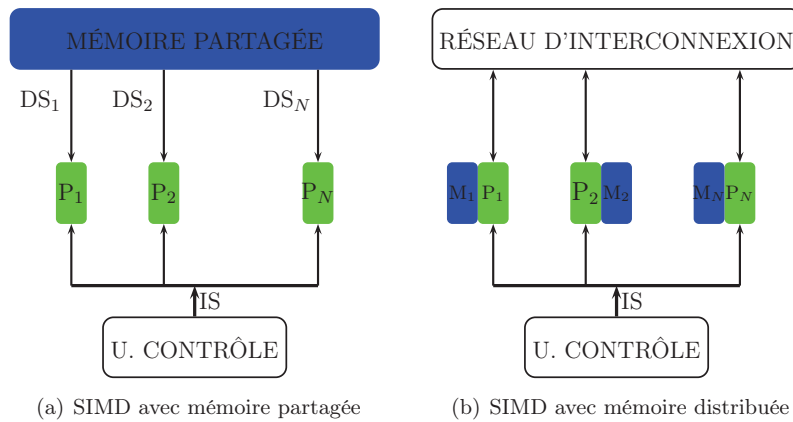 MÉMOIRE PARTAGÉE
DS1 DS2 DSN
P1 P2 PN
IS
U. CONTRÔLE
(a) SIMD avec mémoire partagée
RÉSEAU D'INTERCONNEXION
M1 P1 P2 M2 MN PN
IS
U. CONTRÔLE
(b) SIMD avec mémoire distribuée